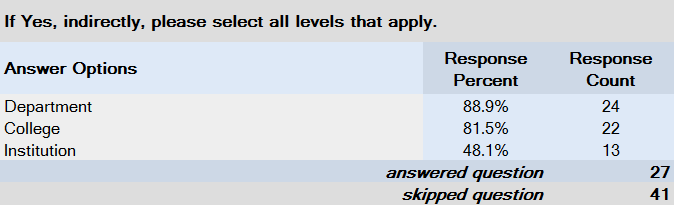 If Yes, indirectly, please select all levels that apply.
Answer Options Response Percent Response Count
Department 88.9% 24
College 81.5% 22
Institution 48.1% 13
answered question 27
skipped question 41